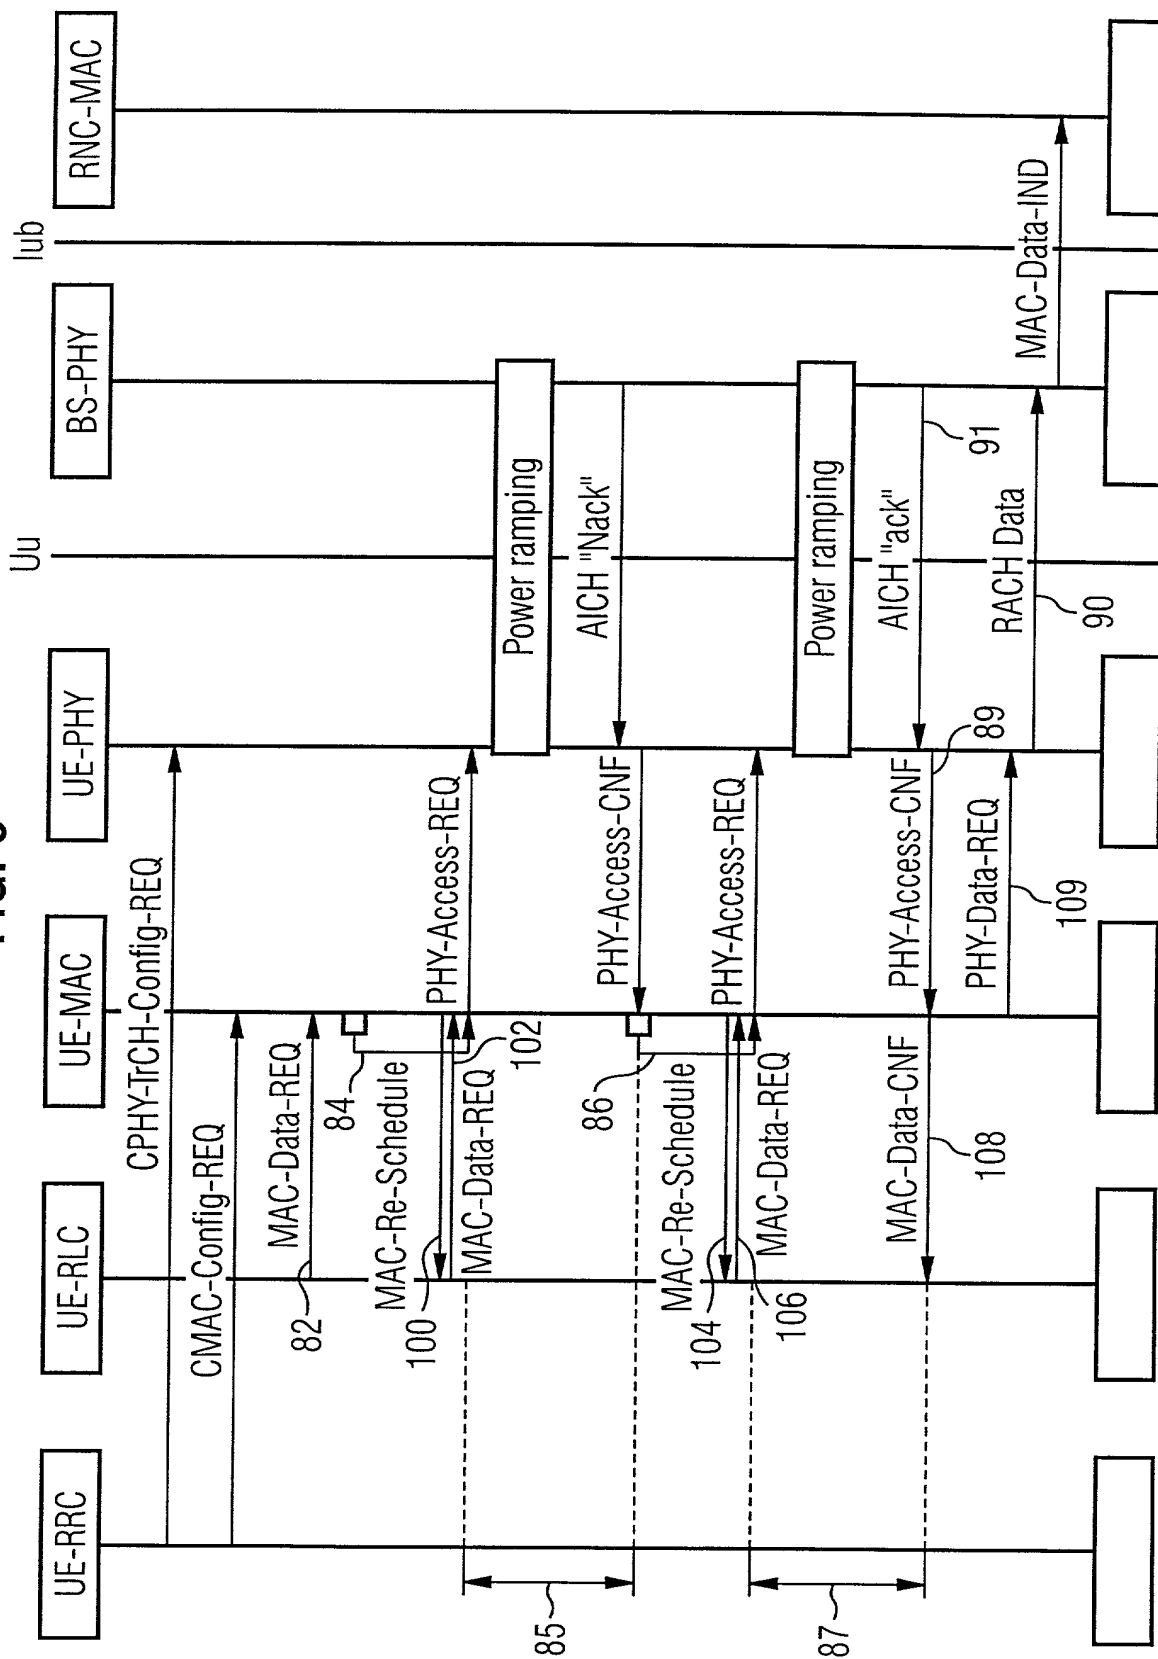 UE-RRC
UE-RLC
UE-MAC
UE-PHY
Uu
BS-PHY
Iub
RNC-MAC
CPHY-TrCH-Config-REQ
CMAC-Config-REQ
MAC-Data-REQ
82
84
MAC-Re-Schedule
100
PHY-Access-REQ
MAC-Data-REQ
102
85
Power ramping
AICH "Nack"
PHY-Access-CNF
86
MAC-Re-Schedule
104
PHY-Access-REQ
MAC-Data-REQ
106
87
Power ramping
AICH "ack"
91
PHY-Access-CNF
89
MAC-Data-CNF
108
PHY-Data-REQ
109
RACH Data
90
MAC-Data-IND